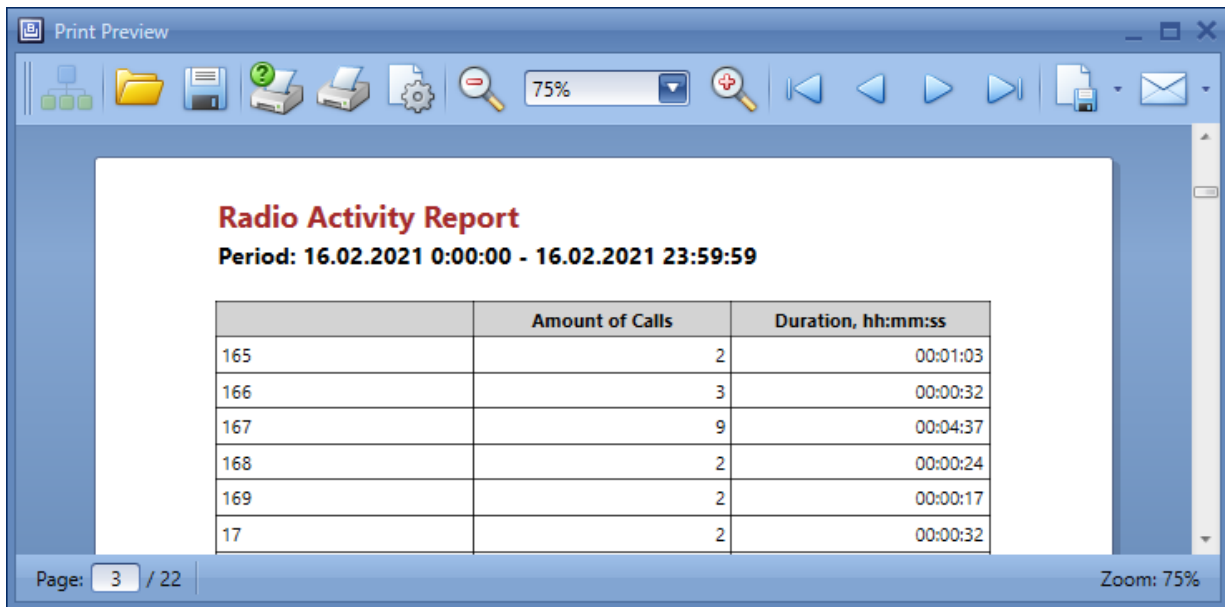 Print Preview
75%
Radio Activity Report
Period: 16.02.2021 0:00:00 - 16.02.2021 23:59:59
Amount of Calls Duration, hh:mm:ss
165 2 00:01:03
166 3 00:00:32
167 9 00:04:37
168 2 00:00:24
169 2 00:00:17
17 2 00:00:32
Page: 3 / 22 Zoom: 75%